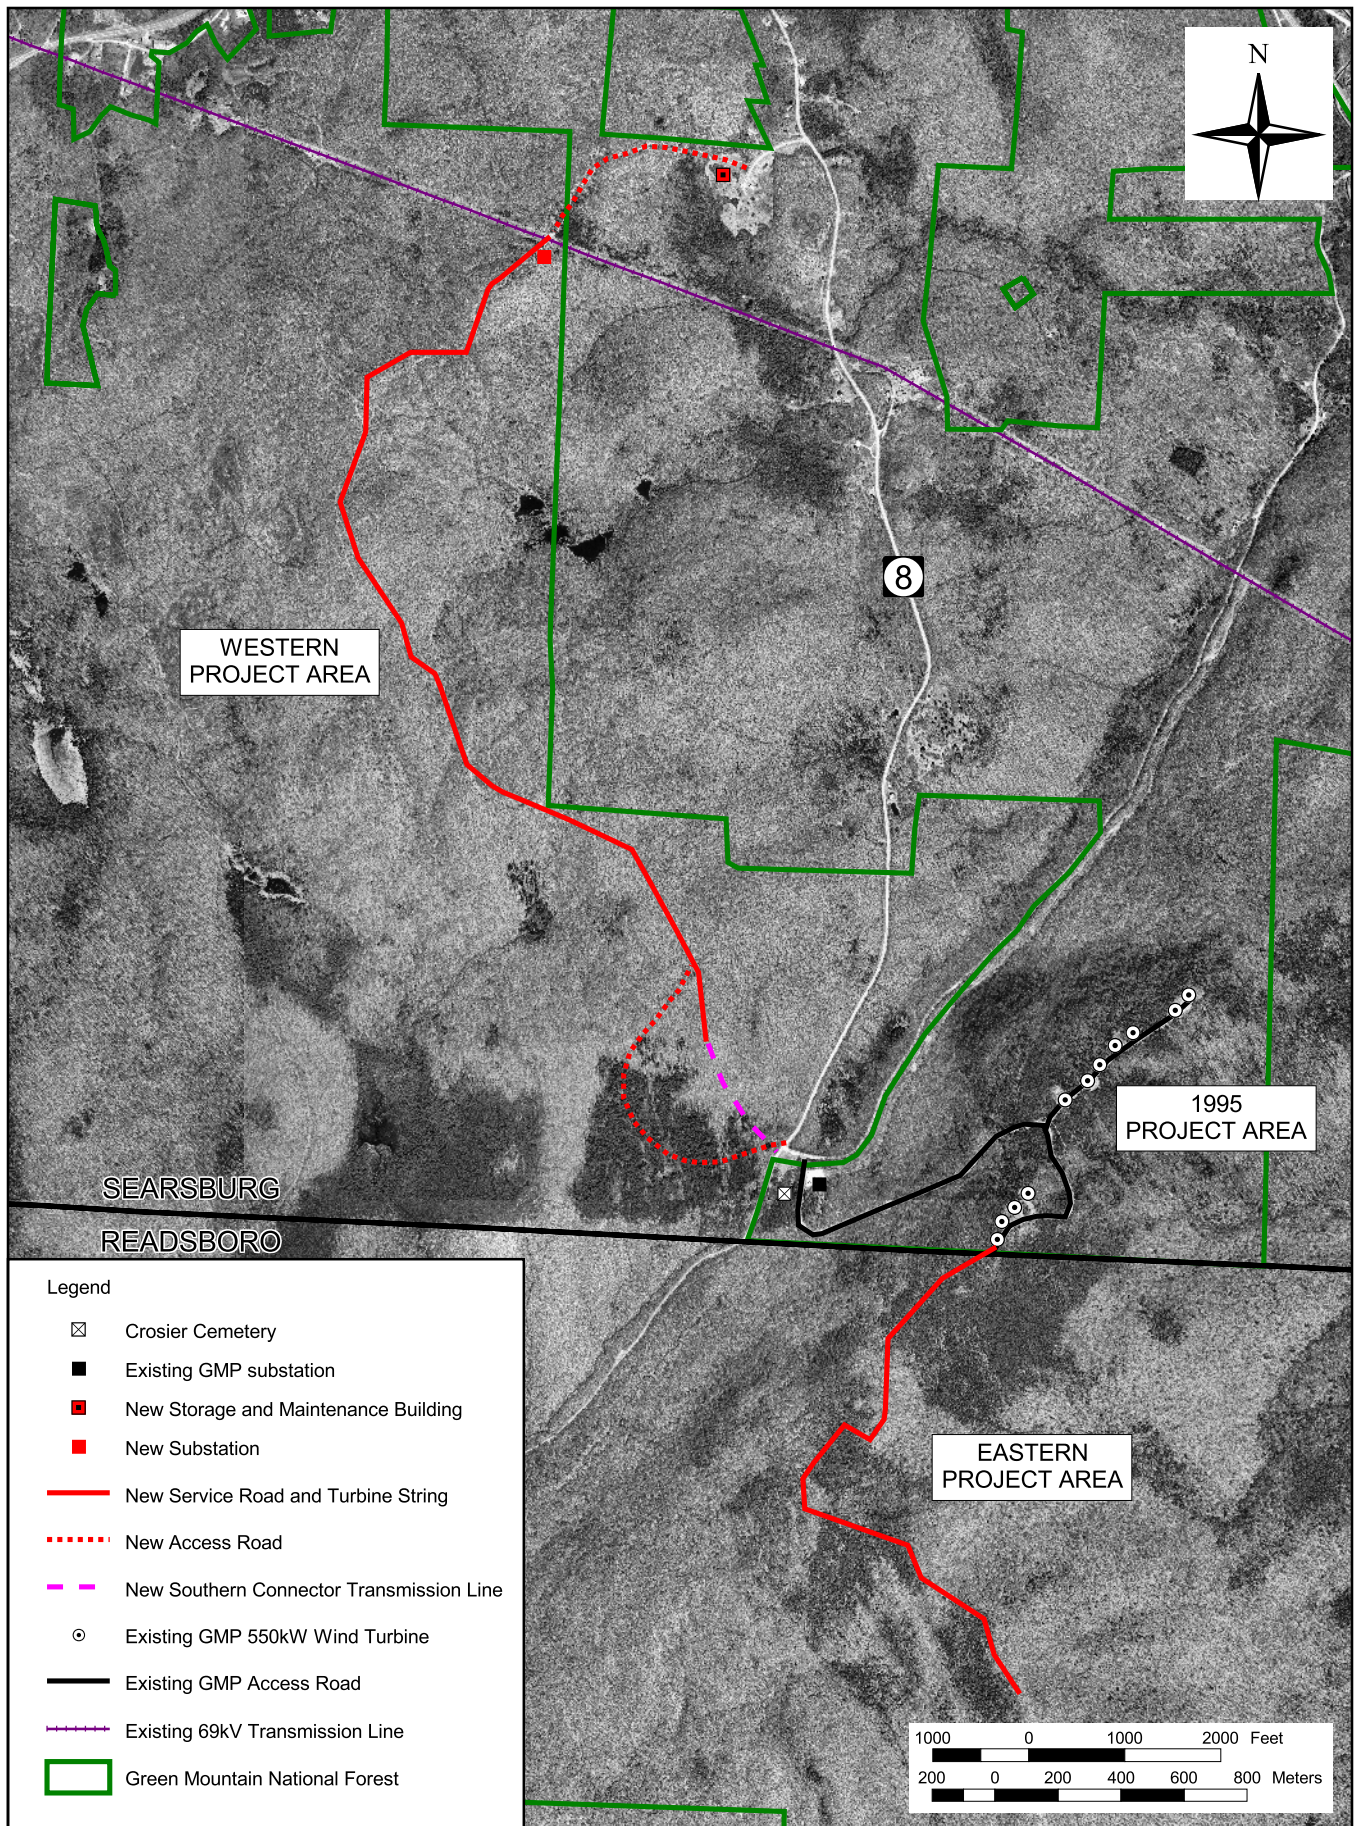 N
8
WESTERN
PROJECT AREA
1995
PROJECT AREA
SEARSBURG
READSBORO
EASTERN
PROJECT AREA
Legend
Crosier Cemetery
Existing GMP substation
New Storage and Maintenance Building
New Substation
New Service Road and Turbine String
New Access Road
New Southern Connector Transmission Line
Existing GMP 550kW Wind Turbine
Existing GMP Access Road
Existing 69kV Transmission Line
Green Mountain National Forest
1000 0 1000 2000 Feet
200 0 200 400 600 800 Meters